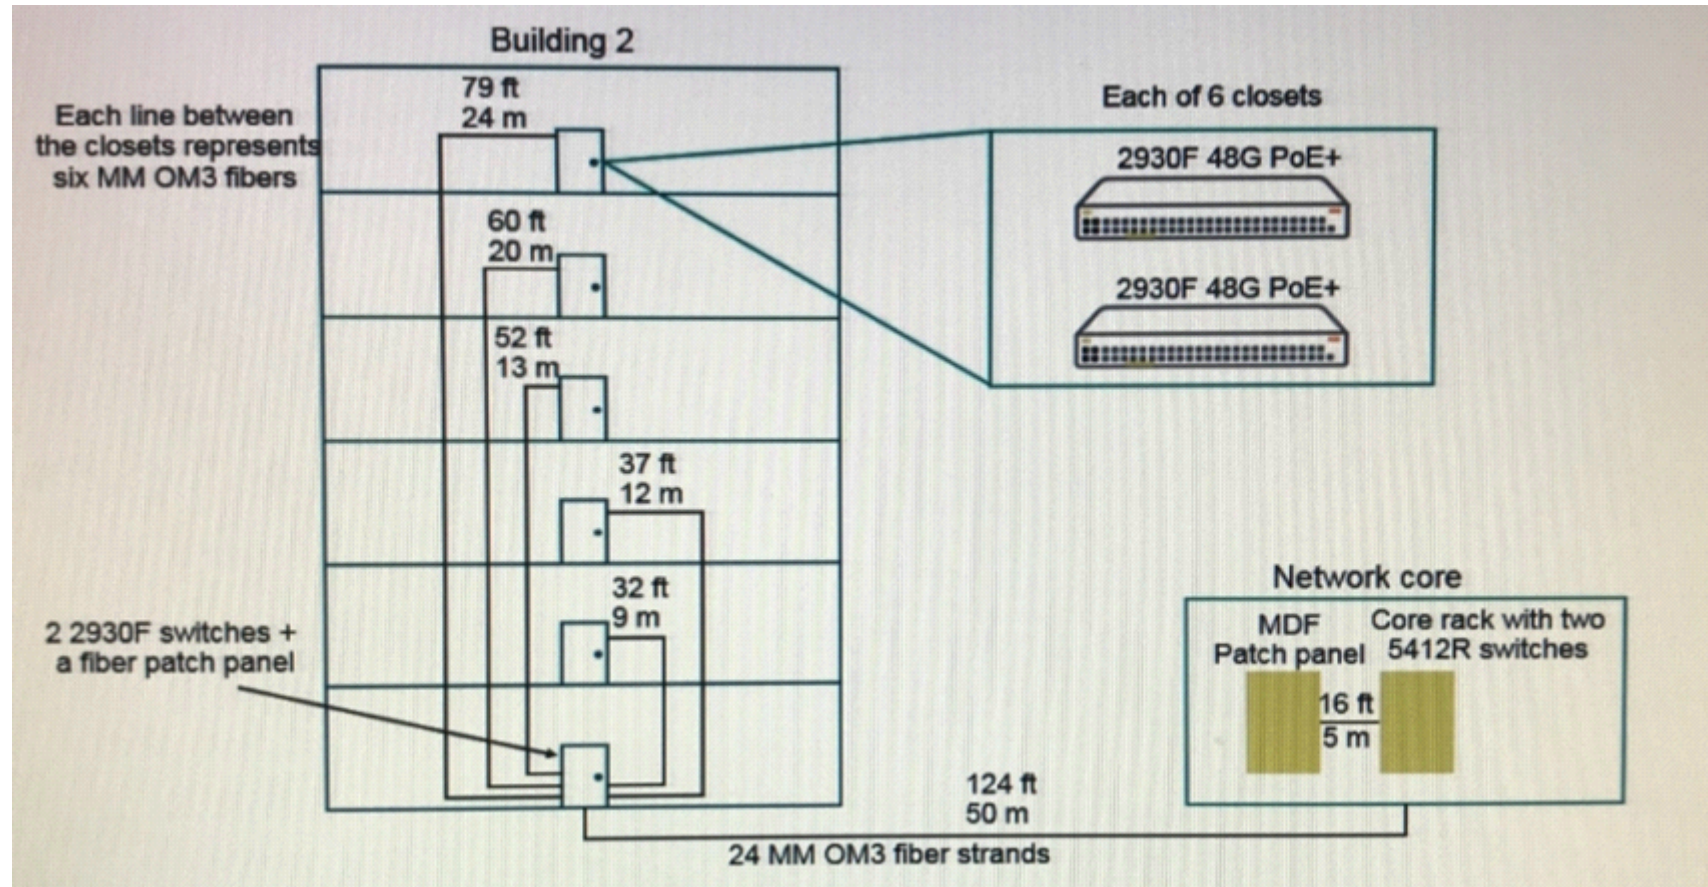 Building 2
Each line between
the closets represents
six MM OM3 fibers
79 ft
24 m
60 ft
20 m
52 ft
13 m
37 ft
12 m
32 ft
9 m
2 2930F switches +
a fiber patch panel
Each of 6 closets
2930F 48G PoE+
2930F 48G PoE+
Network core
MDF
Patch panel
Core rack with two
5412R switches
16 ft
5 m
124 ft
50 m
24 MM OM3 fiber strands